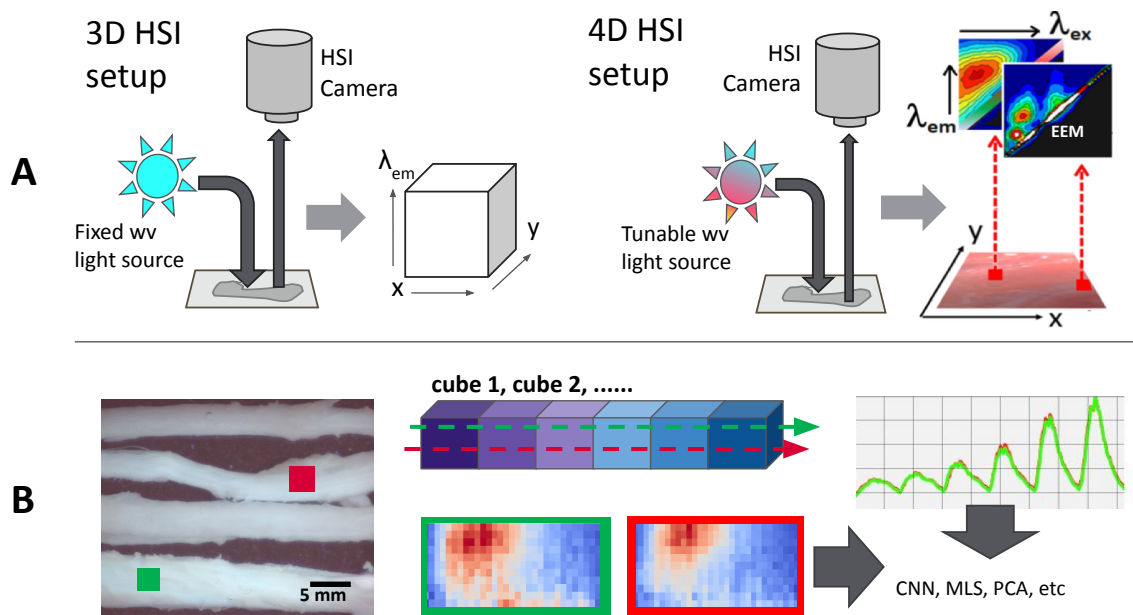 3D HSI
setup
HSI
Camera
Fixed wv
light source
λem
y
x
4D HSI
setup
HSI
Camera
Tunable wv
light source
λex
λem
EEM
y
x
A
cube 1, cube 2, ......
B
5 mm
CNN, MLS, PCA, etc